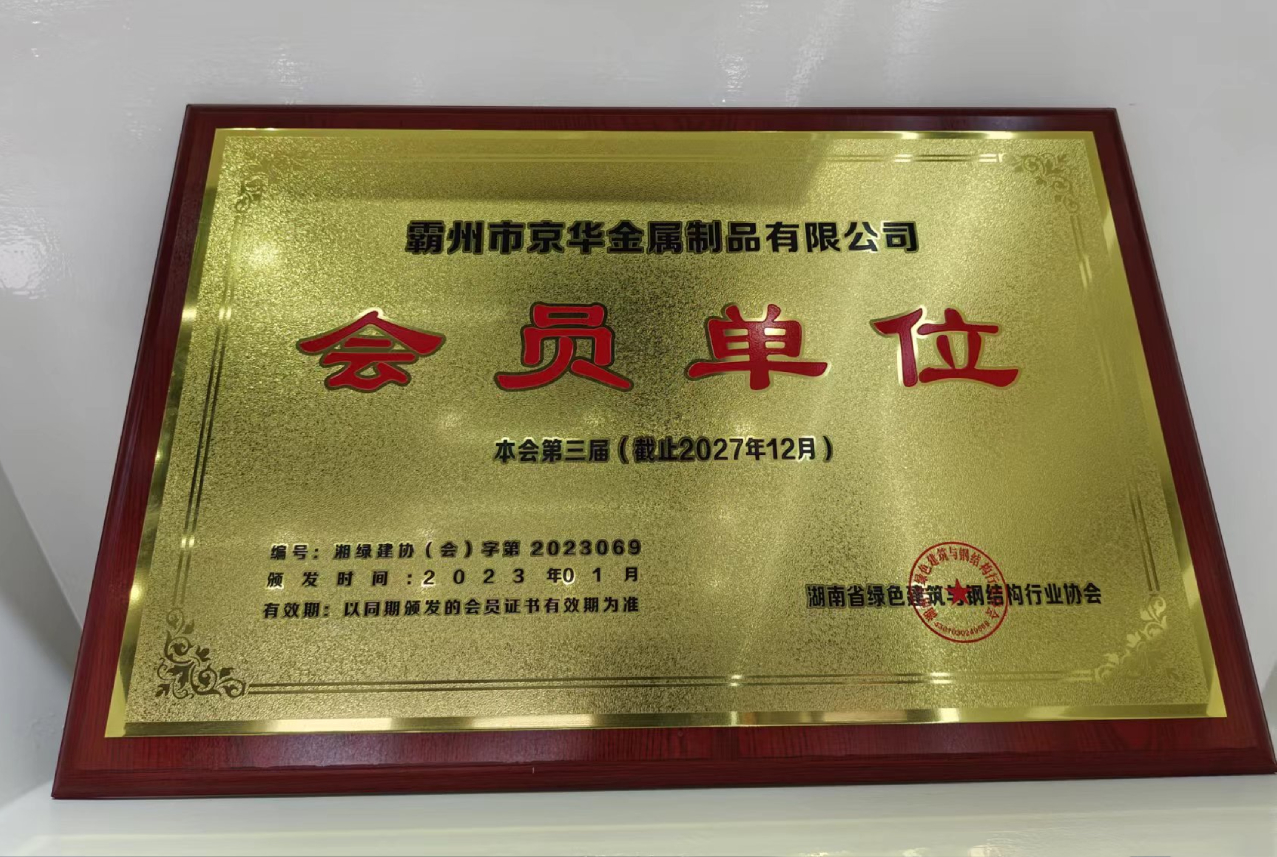 霸州市京华金属制品有限公司
会员单位
本会第三届（截止2027年12月）
编号：湘绿建协（会）字第 2023069
颁发时间：2023年01月
有效期：以同期颁发的会员证书有效期为准
湖南省绿色建筑与钢结构行业协会